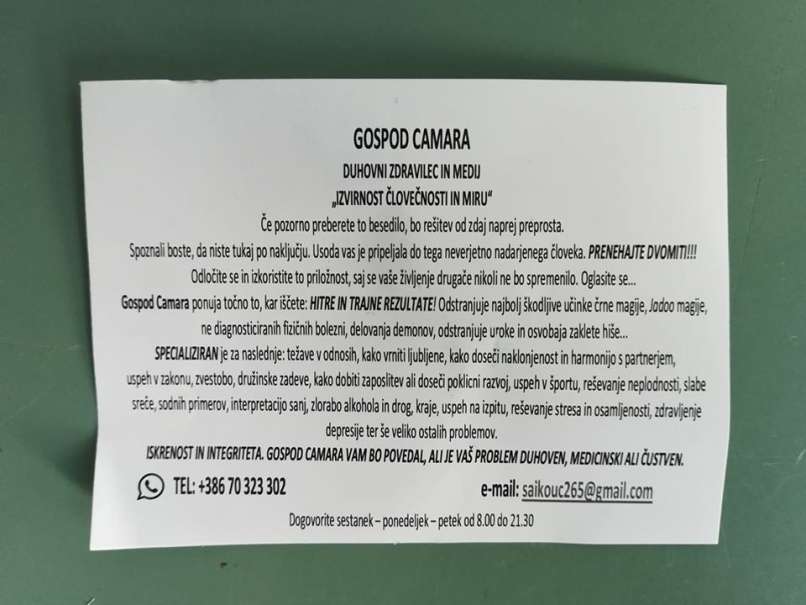 GOSPOD CAMARA
DUHOVNI ZDRAVILEC IN MEDIJ
„IZVIRNOST ČLOVEČNOSTI IN MIRU“
Če pozorno preberete to besedilo, bo rešitev od zdaj naprej preprosta.
Spoznali boste, da niste tukaj po naključju. Usoda vas je pripeljala do tega neverjetno nadarjenega človeka. PRENEHAJTE DVOMITI!!!
Odločite se in izkoristite to priložnost, saj se vaše življenje drugače nikoli ne bo spremenilo. Oglasite se...
Gospod Camara ponuja točno to, kar iščete: HITRE IN TRAJNE REZULTATE! Odstranjuje najbolj škodljive učinke črne magije, Jadoo magije,
ne diagnosticiranih fizičnih bolezni, delovanja demonov, odstranjuje uroke in osvobaja zaklete hiše...
SPECIALIZIRAN je za naslednje: težave v odnosih, kako vrniti ljubljene, kako doseči naklonjenost in harmonijo s partnerjem,
uspeh v zakonu, zvestobo, družinske zadeve, kako dobiti zaposlitev ali doseči poklicni razvoj, uspeh v športu, reševanje neplodnosti, slabe
sreče, sodnih primerov, interpretacijo sanj, zlorabo alkohola in drog, kraje, uspeh na izpitu, reševanje stresa in osamljenosti, zdravljenje
depresije ter še veliko ostalih problemov.
ISKRENOST IN INTEGRITETA. GOSPOD CAMARA VAM BO POVEDAL, ALI JE VAŠ PROBLEM DUHOVEN, MEDICINSKI ALI ČUSTVEN.
TEL: +386 70 323 302 e-mail: saikouc265@gmail.com
Dogovorite sestanek – ponedeljek – petek od 8.00 do 21.30